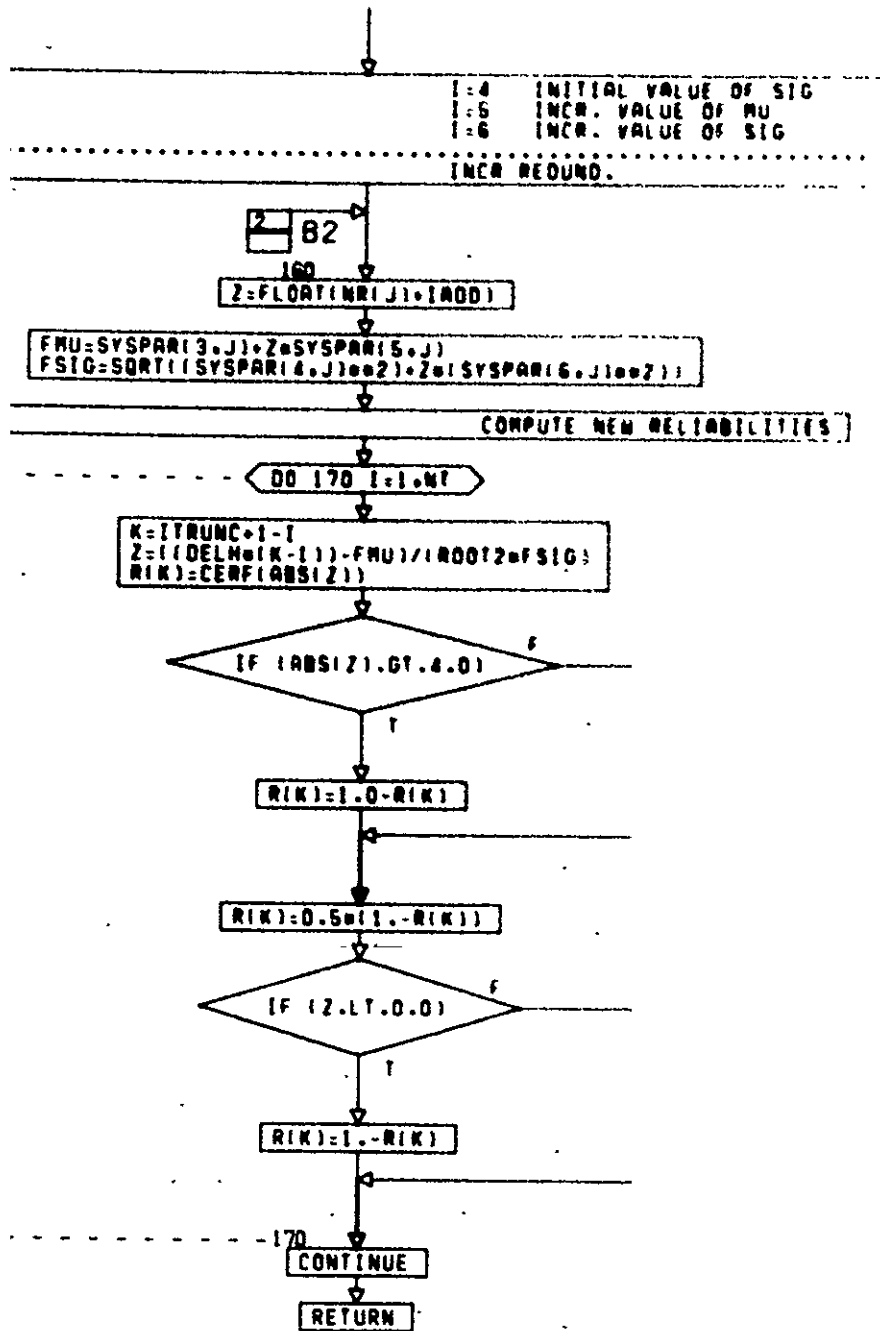 I=4 INITIAL VALUE OF SIG
I=5 INCR. VALUE OF MU
I=6 INCR. VALUE OF SIG
INCR REDUND.
2 B2
160
Z=FLOAT(NR(J)+IADD)
FMU=SYSPAR(3,J)+Z*SYSPAR(5,J)
FSIG=SQRT((SYSPAR(4,J)**2)+Z*(SYSPAR(6,J)**2))
COMPUTE NEW RELIABILITIES
DO 170 I=1,NT
K=ITRUNC+1-I
Z=((DELH*(K-1))-FMU)/(ROOT2*FSIG)
R(K)=CERF(ABS(Z))
IF (ABS(Z).GT.4.0)
F
T
R(K)=1.0-R(K)
R(K)=0.5*(1.-R(K))
IF (Z.LT.0.0)
F
T
R(K)=1.-R(K)
170
CONTINUE
RETURN